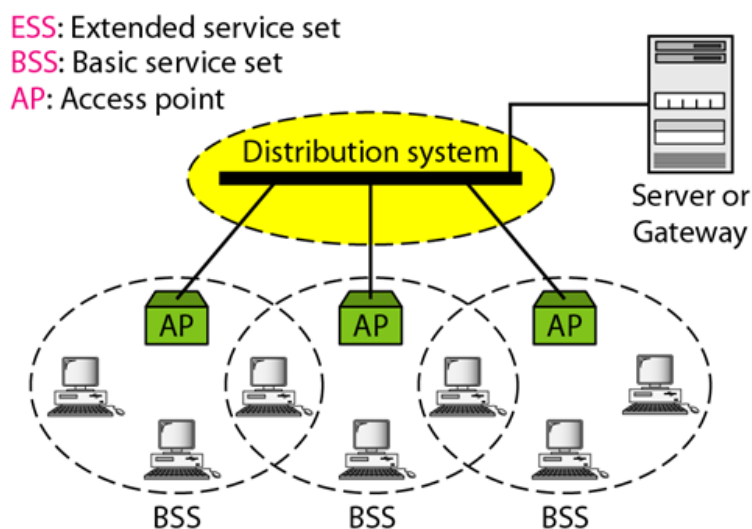 ESS: Extended service set
BSS: Basic service set
AP: Access point
Distribution system
Server or
Gateway
AP
AP
AP
BSS
BSS
BSS